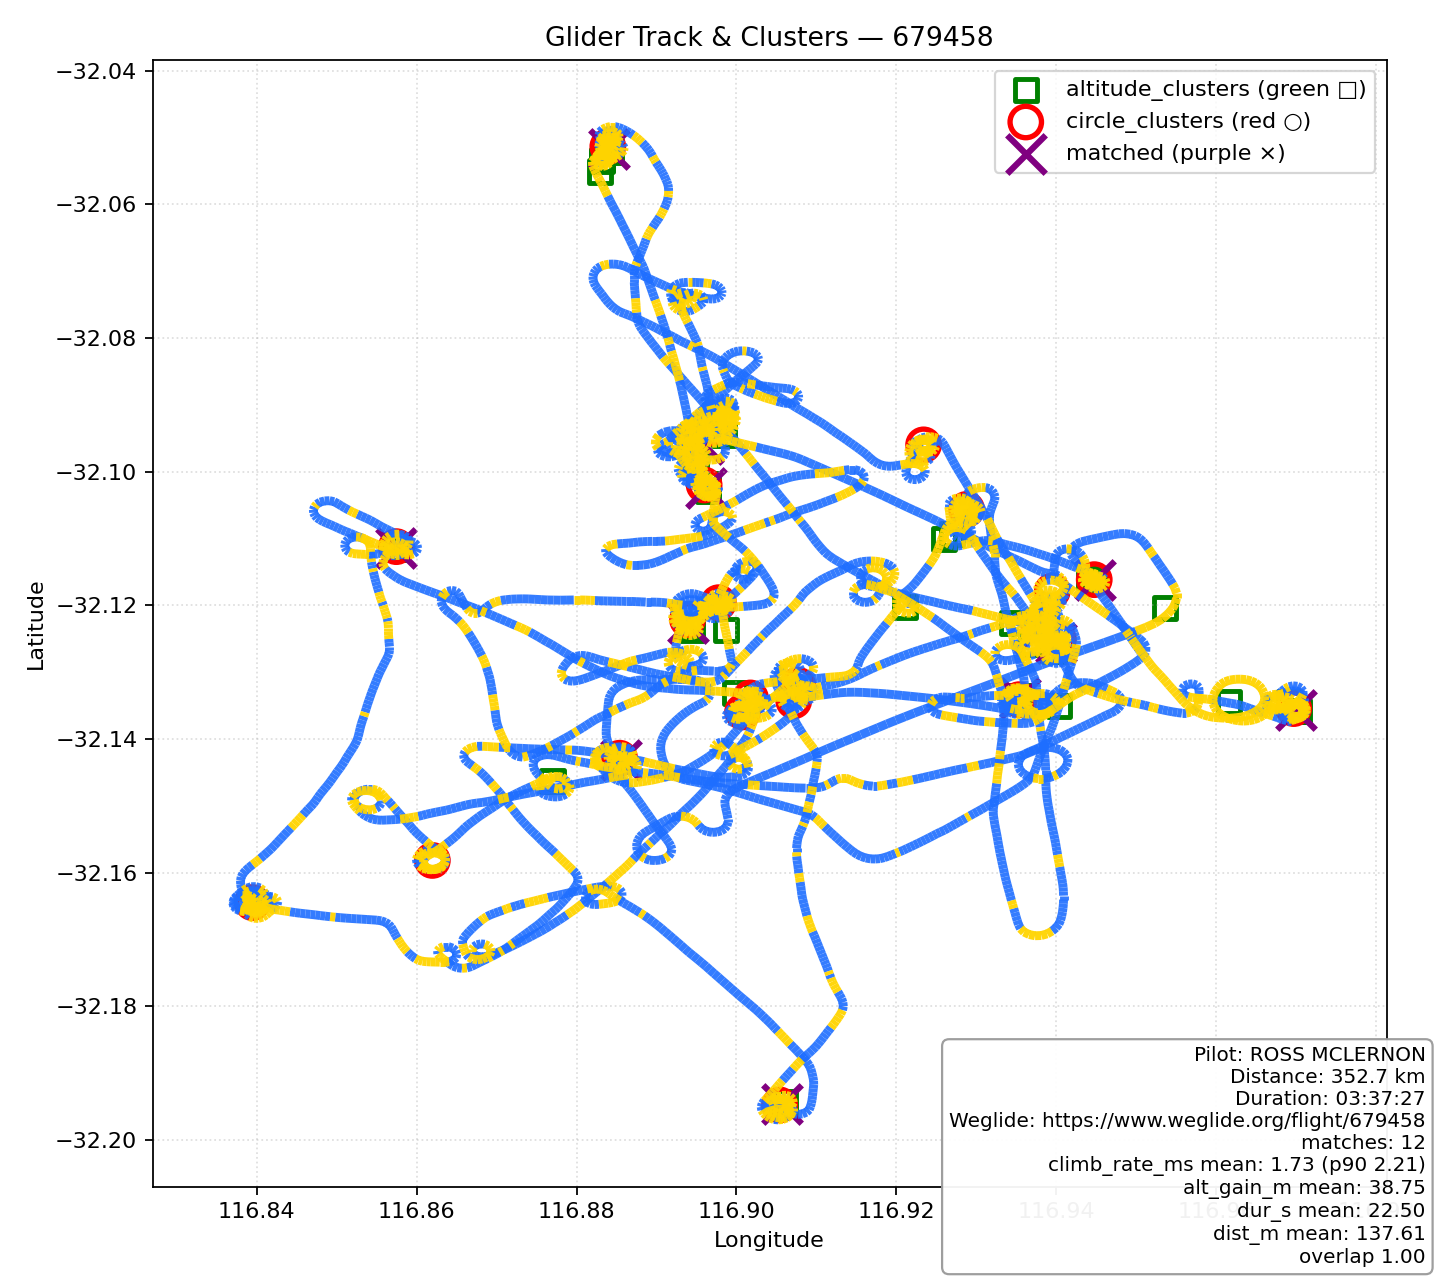 Glider Track & Clusters — 679458
altitude_clusters (green □)
circle_clusters (red ○)
matched (purple ×)
Latitude
−32.04
−32.06
−32.08
−32.10
−32.12
−32.14
−32.16
−32.18
−32.20
116.84
116.86
116.88
116.90
116.92
116.94
Longitude
Pilot: ROSS MCLERNON
Distance: 352.7 km
Duration: 03:37:27
Weglide: https://www.weglide.org/flight/679458
matches: 12
climb_rate_ms mean: 1.73 (p90 2.21)
alt_gain_m mean: 38.75
dur_s mean: 22.50
dist_m mean: 137.61
overlap 1.00